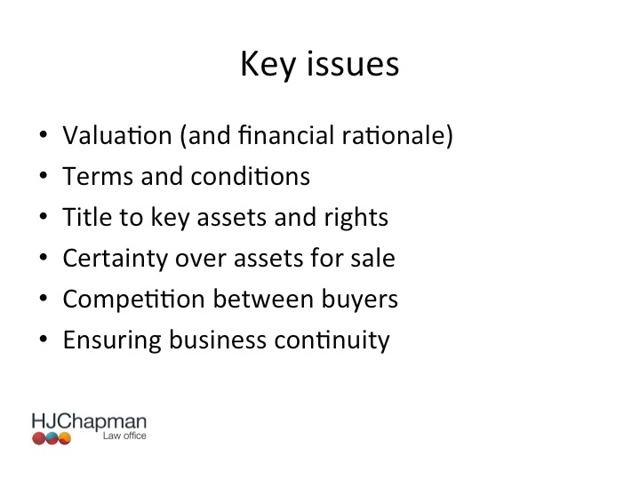 Key issues
• Valuation (and financial rationale)
• Terms and conditions
• Title to key assets and rights
• Certainty over assets for sale
• Competition between buyers
• Ensuring business continuity
HJChapman
Law office